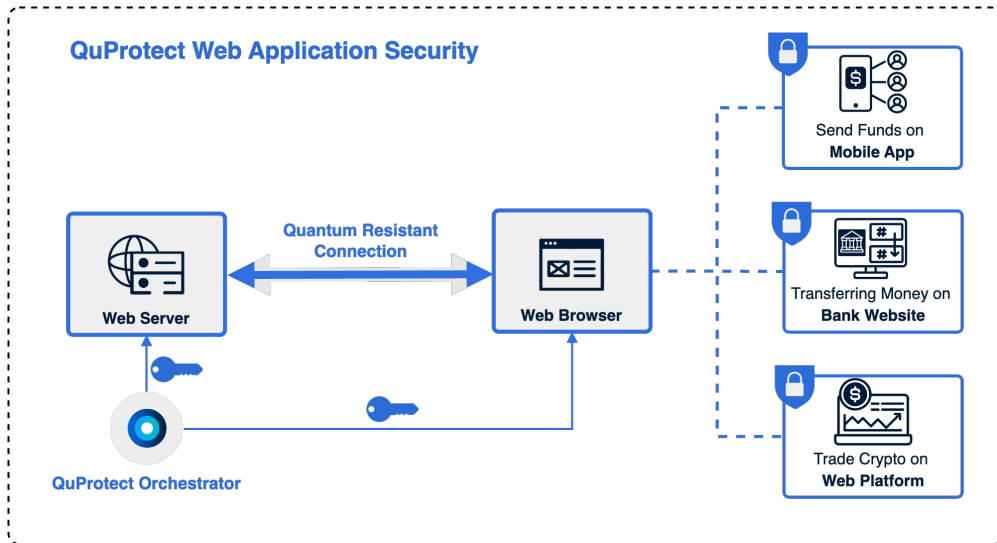 QuProtect Web Application Security
$
Send Funds on
Mobile App
Quantum Resistant
Connection
Web Server
Web Browser
#
#
Transferring Money on
Bank Website
$
Trade Crypto on
Web Platform
QuProtect Orchestrator